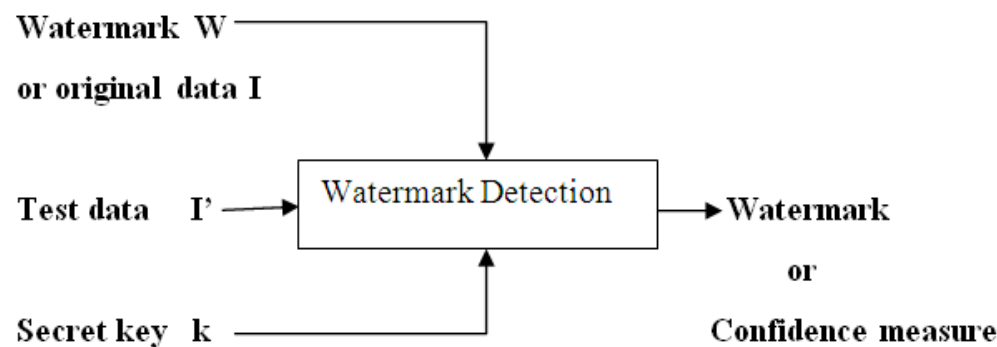 Watermark W
or original data I
Watermark Detection
Test data I’
Watermark
or
Secret key k
Confidence measure